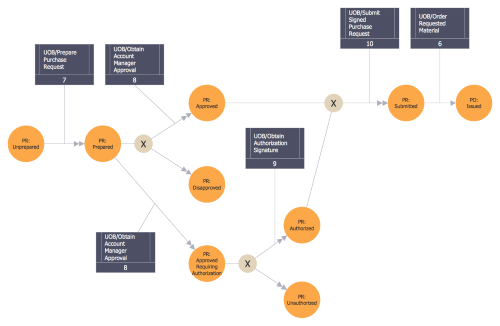 UOB/Submit
Signed
Purchase
Request
10
UOB/Order
Requested
Material
6
UOB/Prepare
Purchase
Request
7
UOB/Obtain
Account
Manager
Approval
8
PR:
Approved
X
PR:
Submitted
PO:
Issued
PR:
Unprepared
PR:
Prepared
X
UOB/Obtain
Authorization
Signature
9
PR:
Disapproved
PR:
Authorized
UOB/Obtain
Account
Manager
Approval
8
PR:
Approved
Requiring
Authorization
X
PR:
Unauthorized